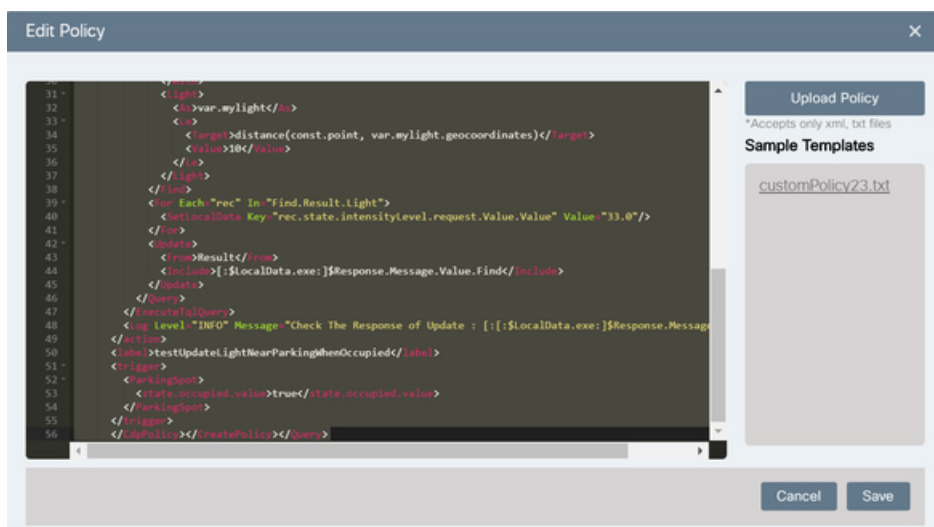 Edit Policy
31 <Light>
32 <As>var.mylight</As>
33 <Le>
34 <Target>distance(const.point, var.mylight.geocoordinates)</Target>
35 <Value>10</Value>
36 </Le>
37 </Light>
38 </Find>
39 <For Each="rec" In="Find.Result.Light">
40 <SetLocalData Key="rec.state.intensityLevel.request.Value.Value" Value="33.0"/>
41 </For>
42 <Update>
43 <From>Result</From>
44 <Include>[:$LocalData.exe:]$Response.Message.Value.Find</Include>
45 </Update>
46 </Query>
47 </ExecuteTqlQuery>
48 <Log Level="INFO" Message="Check The Response of Update : [:[:$LocalData.exe:]$Response.Message
49 </action>
50 <label>testUpdateLightNearParkingWhenOccupied</label>
51 <trigger>
52 <ParkingSpot>
53 <state.occupied.value>true</state.occupied.value>
54 </ParkingSpot>
55 </trigger>
56 </CdpPolicy></CreatePolicy></Query>
Upload Policy
*Accepts only xml, txt files
Sample Templates
customPolicy23.txt
Cancel
Save